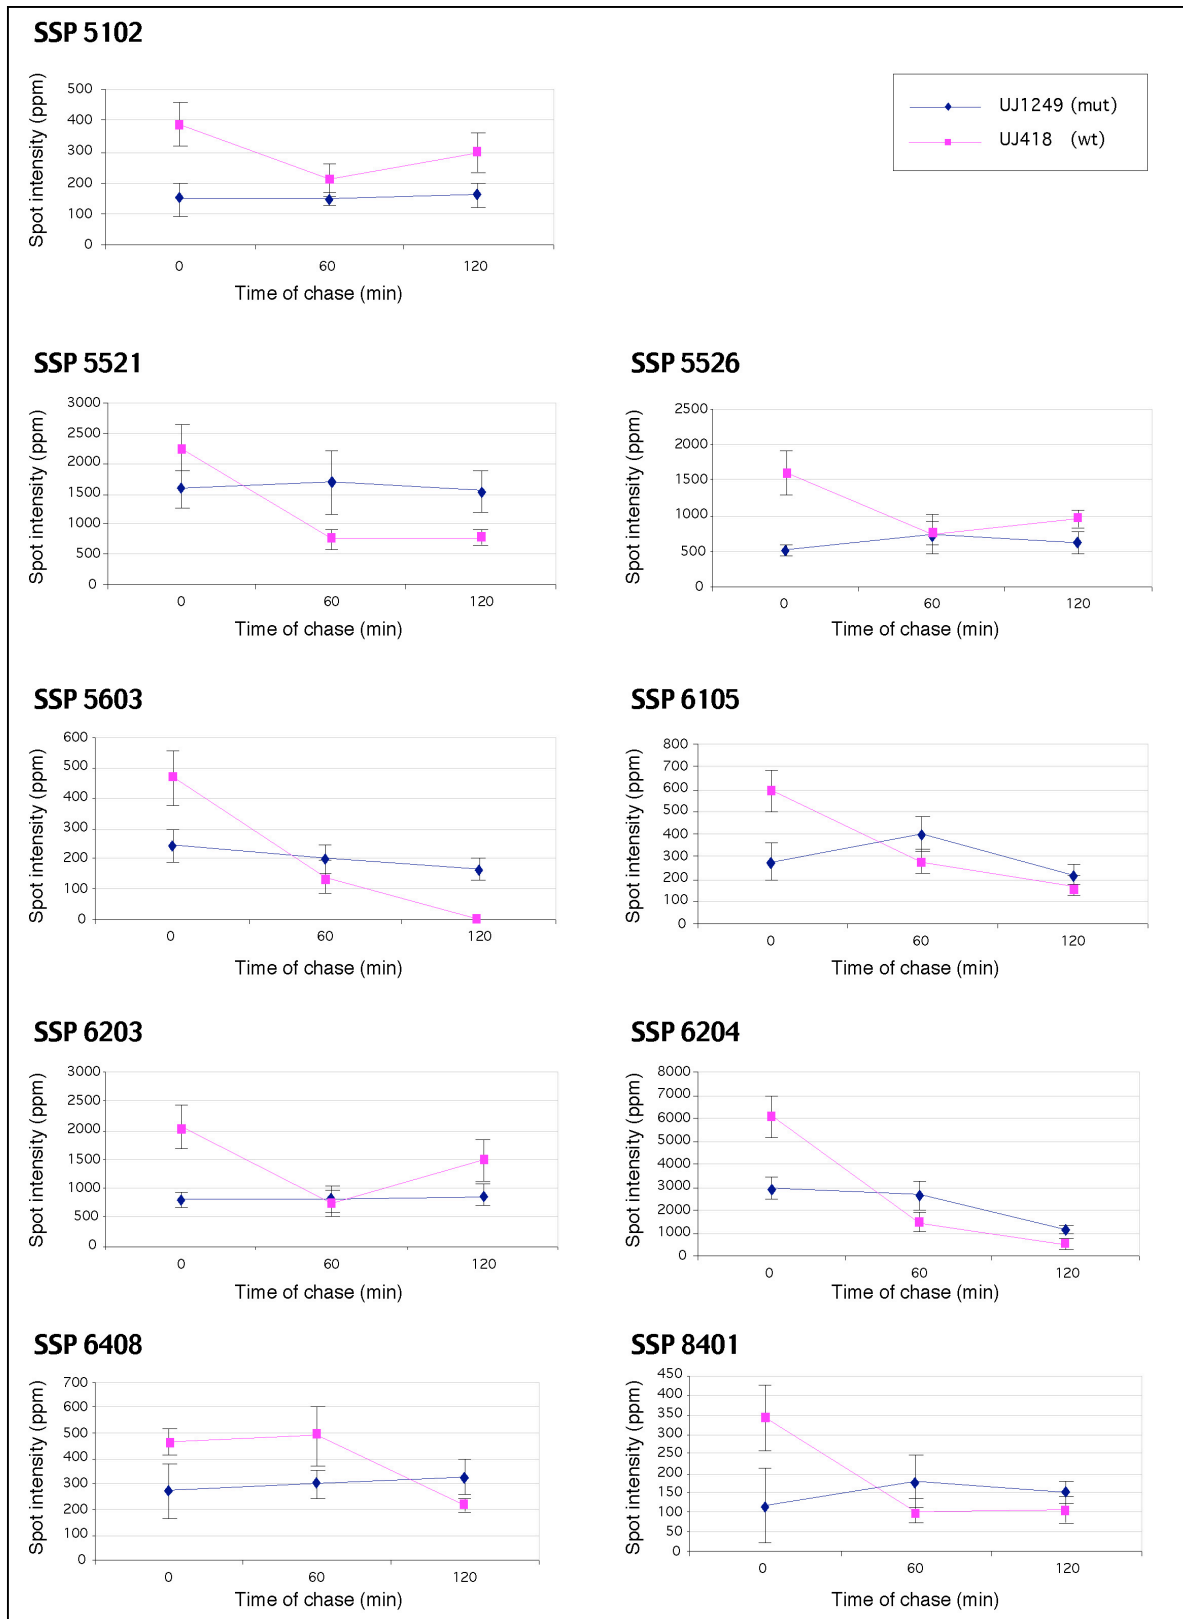 SSP 5102
Spot intensity (ppm)
500
400
300
200
100
0
0 60 120
Time of chase (min)
UJ1249 (mut)
UJ418 (wt)
SSP 5521
Spot intensity (ppm)
3000
2500
2000
1500
1000
500
0
0 60 120
Time of chase (min)
SSP 5526
Spot intensity (ppm)
2500
2000
1500
1000
500
0
0 60 120
Time of chase (min)
SSP 5603
Spot intensity (ppm)
600
500
400
300
200
100
0
0 60 120
Time of chase (min)
SSP 6105
Spot intensity (ppm)
800
700
600
500
400
300
200
100
0
0 60 120
Time of chase (min)
SSP 6203
Spot intensity (ppm)
3000
2500
2000
1500
1000
500
0
0 60 120
Time of chase (min)
SSP 6204
Spot intensity (ppm)
8000
7000
6000
5000
4000
3000
2000
1000
0
0 60 120
Time of chase (min)
SSP 6408
Spot intensity (ppm)
700
600
500
400
300
200
100
0
0 60 120
Time of chase (min)
SSP 8401
Spot intensity (ppm)
450
400
350
300
250
200
150
100
50
0
0 60 120
Time of chase (min)